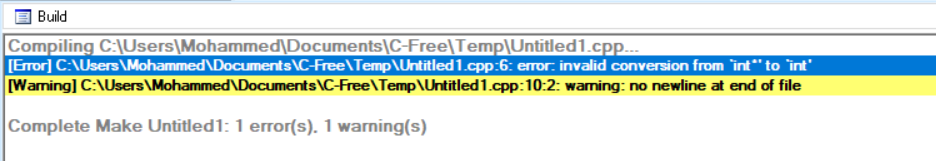 Build
Compiling C:\Users\Mohammed\Documents\C-Free\Temp\Untitled1.cpp...
[Error] C:\Users\Mohammed\Documents\C-Free\Temp\Untitled1.cpp:6: error: invalid conversion from `int*' to `int'
[Warning] C:\Users\Mohammed\Documents\C-Free\Temp\Untitled1.cpp:10:2: warning: no newline at end of file
Complete Make Untitled1: 1 error(s), 1 warning(s)